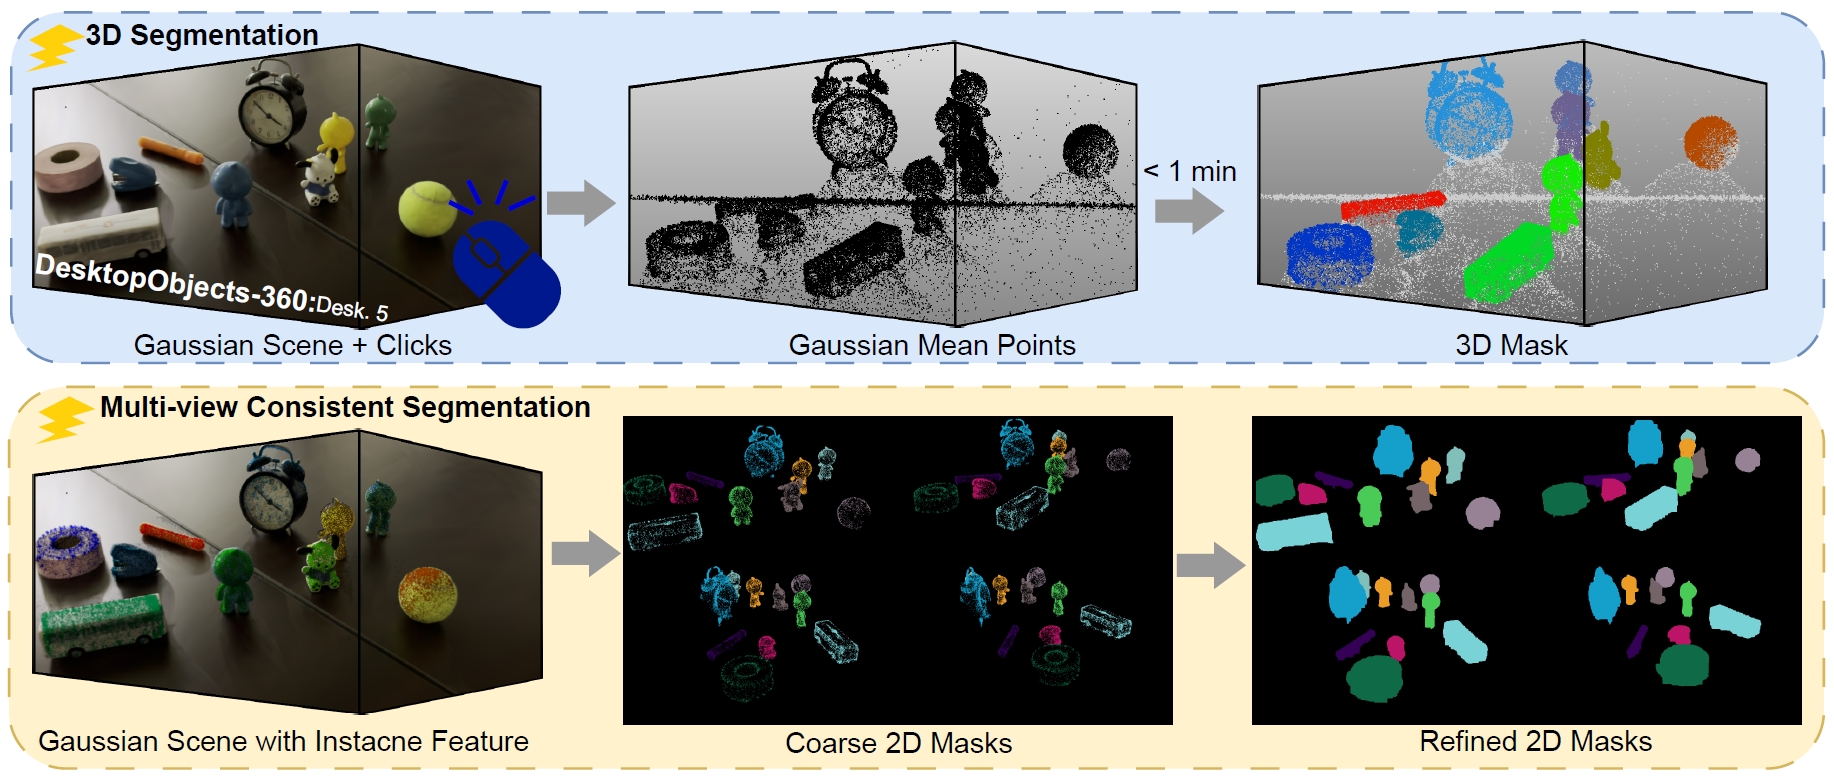 3D Segmentation
DesktopObjects-360:Desk. 5
< 1 min
Gaussian Scene + Clicks
Gaussian Mean Points
3D Mask
Multi-view Consistent Segmentation
Gaussian Scene with Instacne Feature
Coarse 2D Masks
Refined 2D Masks